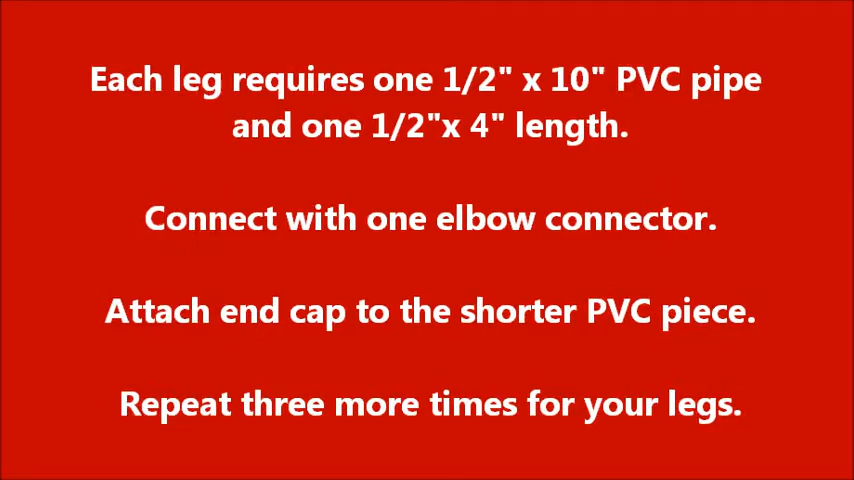 Each leg requires one 1/2" x 10" PVC pipe
and one 1/2"x 4" length.
Connect with one elbow connector.
Attach end cap to the shorter PVC piece.
Repeat three more times for your legs.